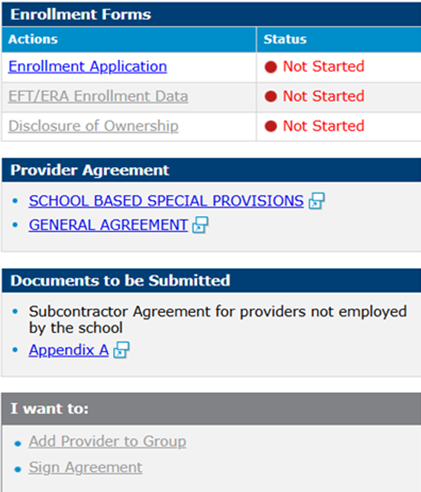 Enrollment Forms
Actions Status
Enrollment Application Not Started
EFT/ERA Enrollment Data Not Started
Disclosure of Ownership Not Started
Provider Agreement
• SCHOOL BASED SPECIAL PROVISIONS
• GENERAL AGREEMENT
Documents to be Submitted
• Subcontractor Agreement for providers not employed
by the school
• Appendix A
I want to:
• Add Provider to Group
• Sign Agreement